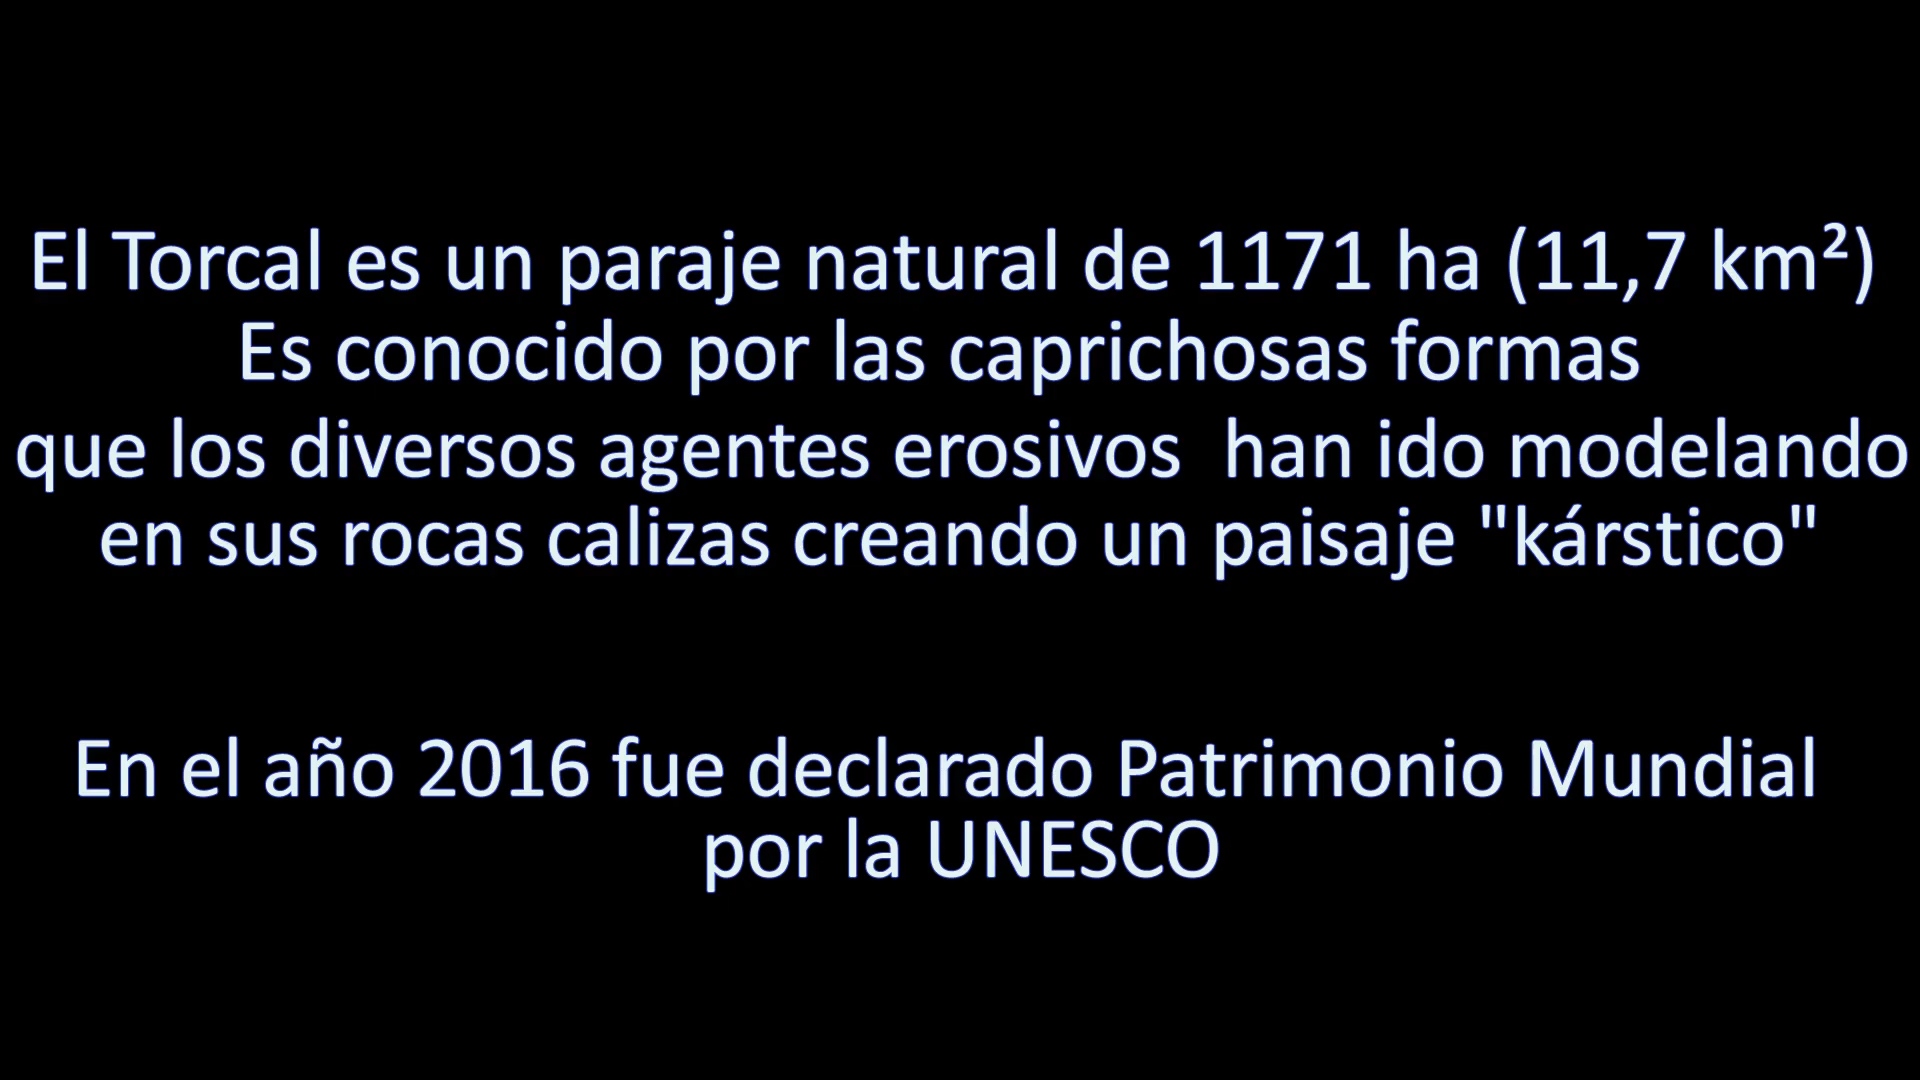 El Torcal es un paraje natural de 1171 ha (11,7 km²)
Es conocido por las caprichosas formas
que los diversos agentes erosivos  han ido modelando
en sus rocas calizas creando un paisaje "kárstico"
En el año 2016 fue declarado Patrimonio Mundial
por la UNESCO